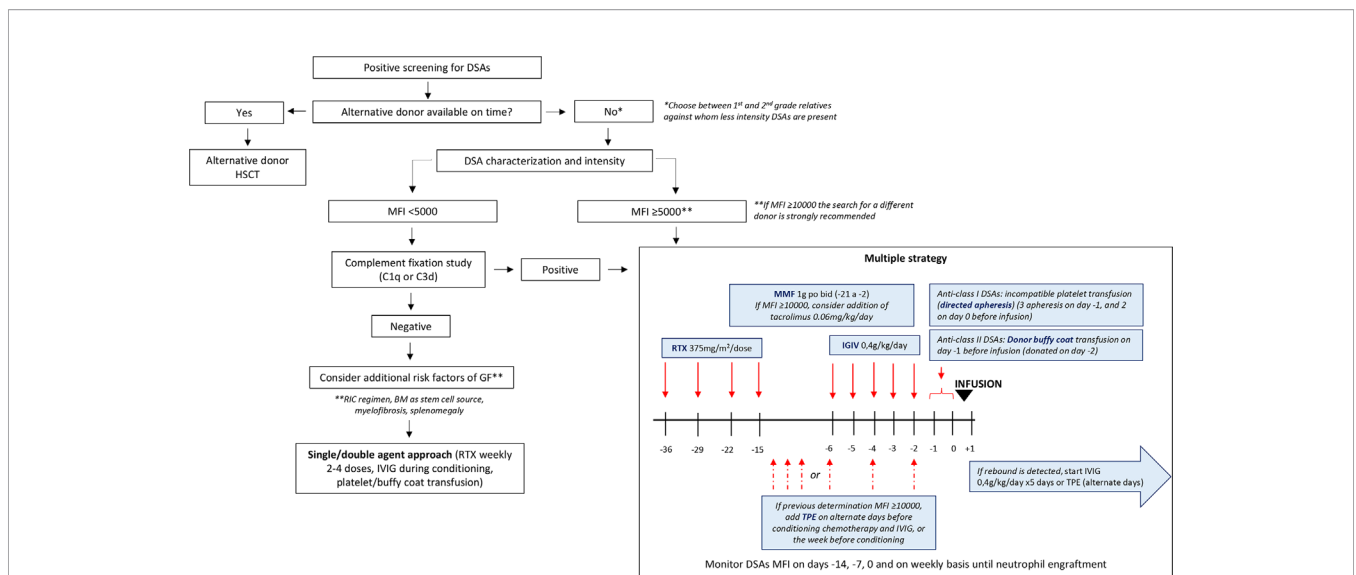 Positive screening for DSAs
Yes
Alternative donor available on time?
No*
*Choose between 1st and 2nd grade relatives
against whom less intensity DSAs are present
Alternative donor
HSCT
DSA characterization and intensity
MFI <5000
MFI ≥5000**
**If MFI ≥10000 the search for a different
donor is strongly recommended
Complement fixation study
(C1q or C3d)
Positive
Negative
Consider additional risk factors of GF**
**RIC regimen, BM as stem cell source,
myelofibrosis, splenomegaly
Single/double agent approach (RTX weekly
2-4 doses, IVIG during conditioning,
platelet/buffy coat transfusion)
Multiple strategy
MMF 1g po bid (-21 a -2)
If MFI ≥10000, consider addition of
tacrolimus 0.06mg/kg/day
Anti-class I DSAs: incompatible platelet transfusion
(directed apheresis) (3 apheresis on day -1, and 2
on day 0 before infusion)
RTX 375mg/m²/dose
IGIV 0,4g/kg/day
Anti-class II DSAs: Donor buffy coat transfusion on
day -1 before infusion (donated on day -2)
INFUSION
-36 -29 -22 -15 -6 -5 -4 -3 -2 -1 0 +1
or
If rebound is detected, start IVIG
0,4g/kg/day x5 days or TPE (alternate days)
If previous determination MFI ≥10000,
add TPE on alternate days before
conditioning chemotherapy and IVIG, or
the week before conditioning
Monitor DSAs MFI on days -14, -7, 0 and on weekly basis until neutrophil engraftment